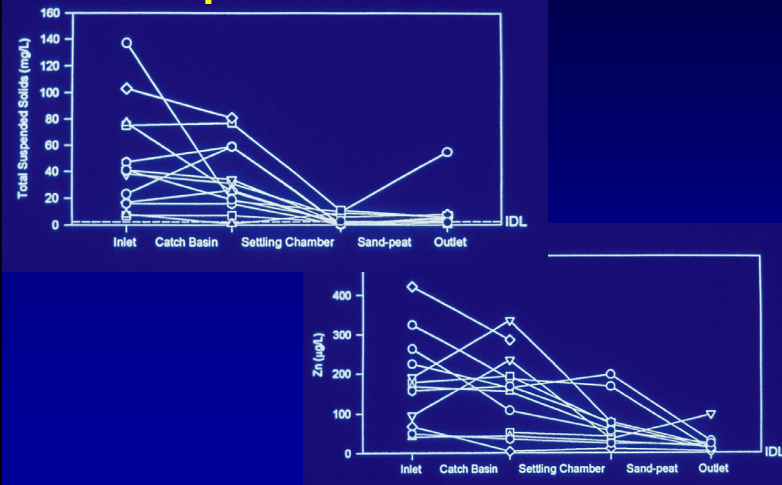 160
140
120
100
80
60
40
20
0
Total Suspended Solids (mg/L)
IDL
Inlet Catch Basin Settling Chamber Sand-peat Outlet
400
300
200
100
0
Zn (µg/L)
IDL
Inlet Catch Basin Settling Chamber Sand-peat Outlet